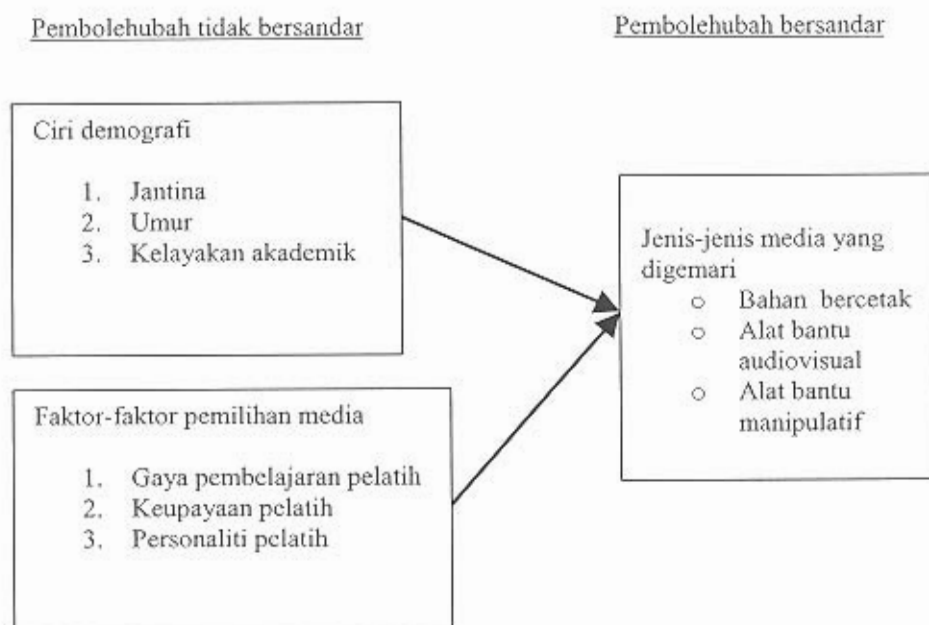 Pembolehubah tidak bersandar
Pembolehubah bersandar
Ciri demografi
1. Jantina
2. Umur
3. Kelayakan akademik
Faktor-faktor pemilihan media
1. Gaya pembelajaran pelatih
2. Keupayaan pelatih
3. Personaliti pelatih
Jenis-jenis media yang
digemari
o Bahan bercetak
o Alat bantu
audiovisual
o Alat bantu
manipulatif